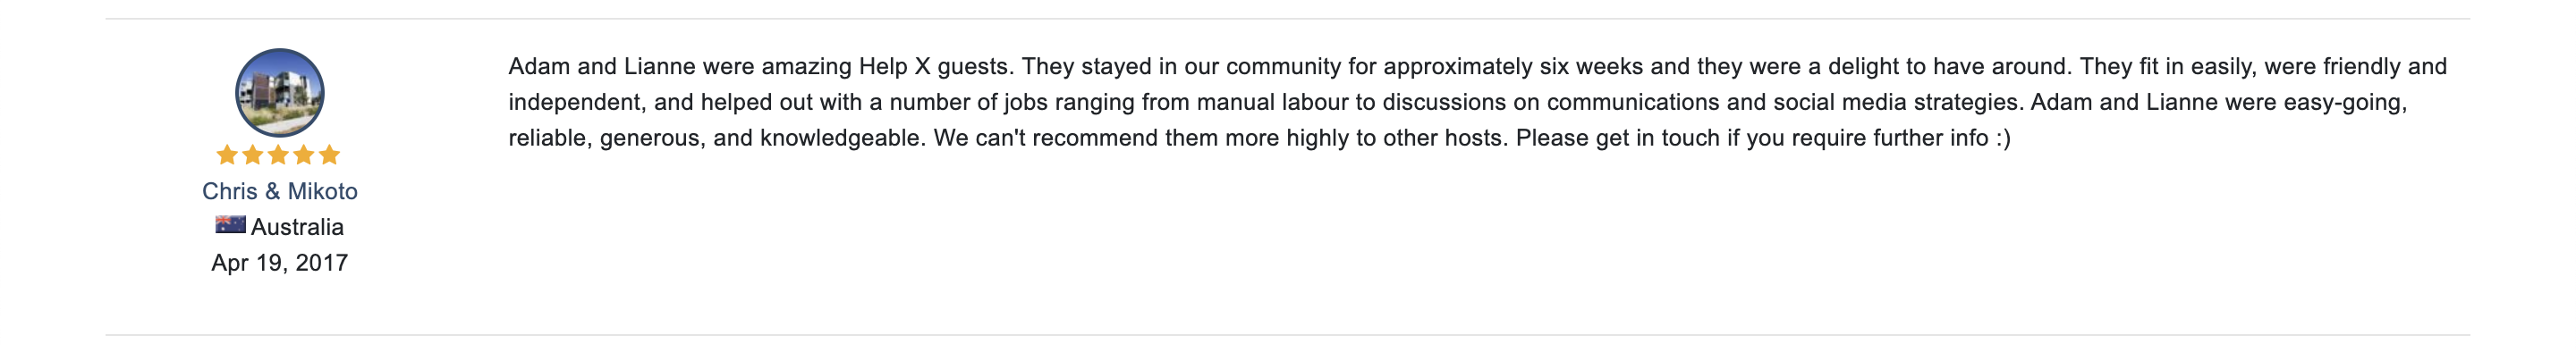 Adam and Lianne were amazing Help X guests. They stayed in our community for approximately six weeks and they were a delight to have around. They fit in easily, were friendly and
independent, and helped out with a number of jobs ranging from manual labour to discussions on communications and social media strategies. Adam and Lianne were easy-going,
reliable, generous, and knowledgeable. We can't recommend them more highly to other hosts. Please get in touch if you require further info :)
Chris & Mikoto
Australia
Apr 19, 2017